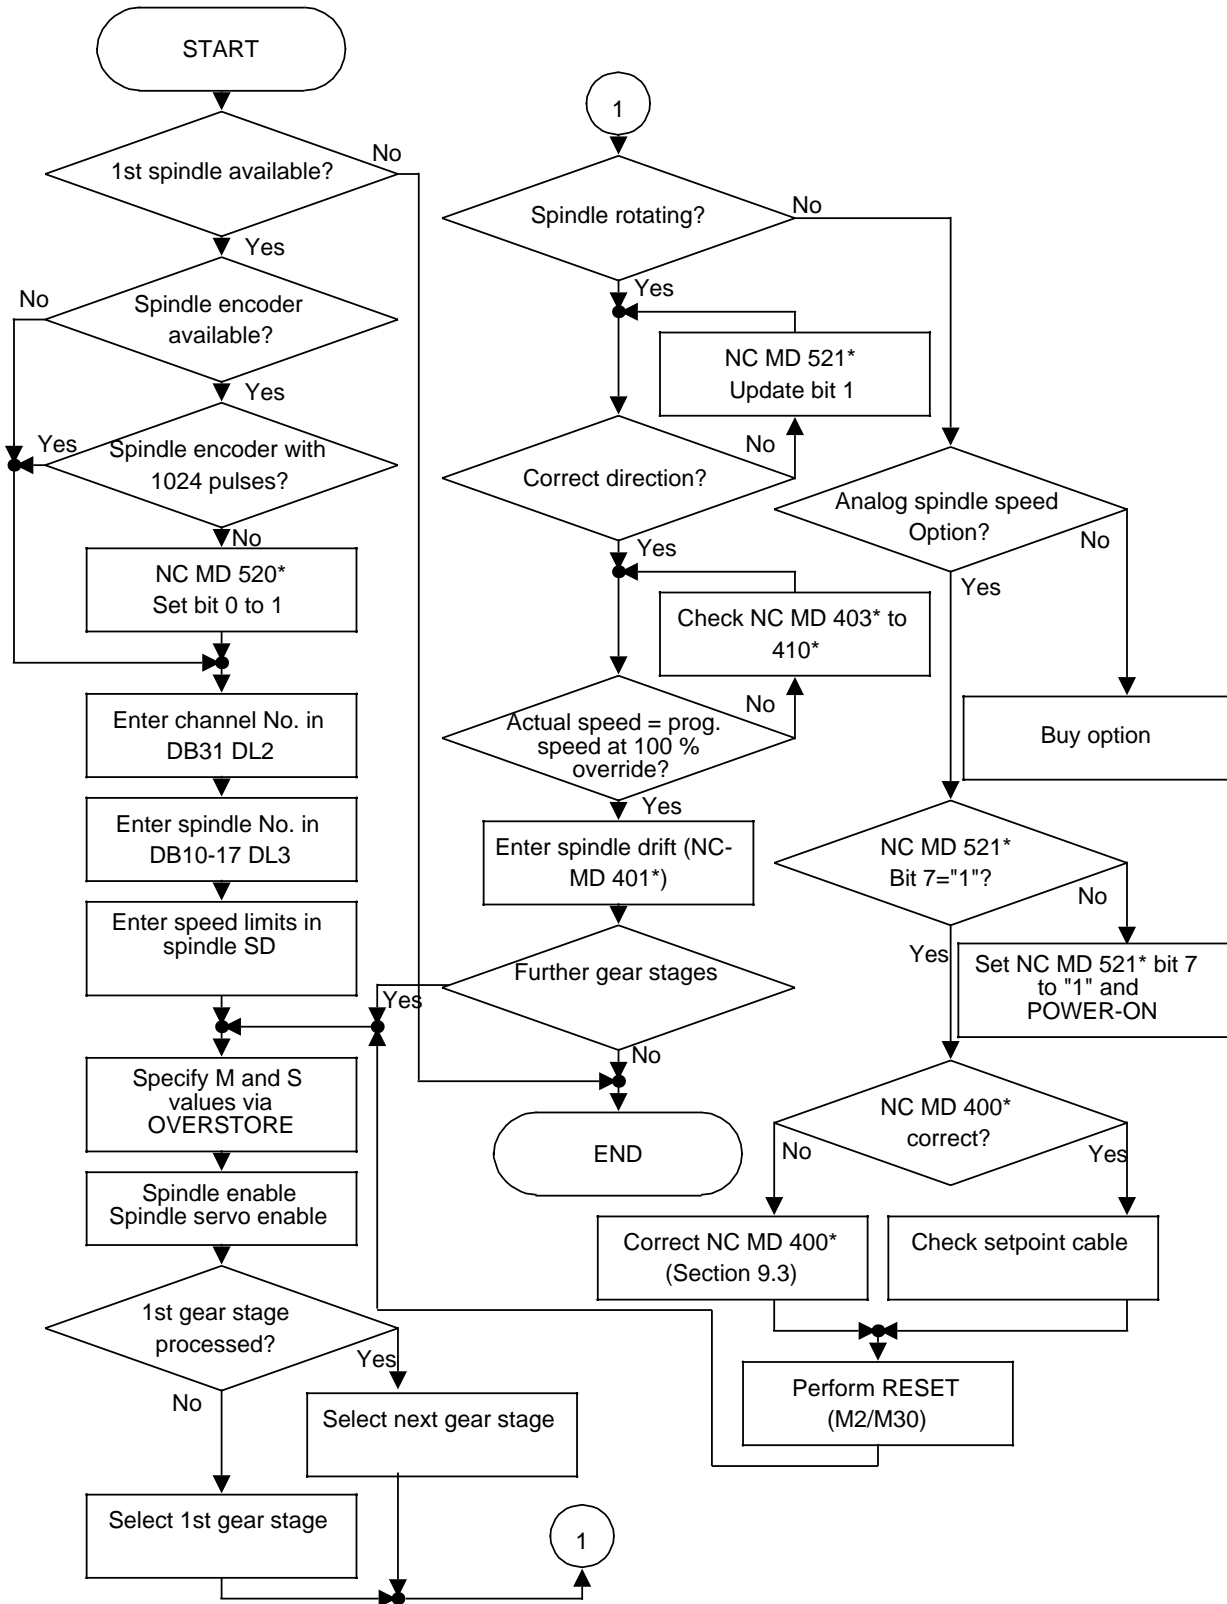 START
1st spindle available?
No
Yes
Spindle encoder
available?
No
Yes
Spindle encoder with
1024 pulses?
Yes
No
NC MD 520*
Set bit 0 to 1
Enter channel No. in
DB31 DL2
Enter spindle No. in
DB10-17 DL3
Enter speed limits in
spindle SD
Specify M and S
values via
OVERSTORE
Spindle enable
Spindle servo enable
1st gear stage
processed?
Yes
No
Select next gear stage
Select 1st gear stage
1
1
Spindle rotating?
No
Yes
NC MD 521*
Update bit 1
No
Correct direction?
Yes
Check NC MD 403* to
410*
No
Actual speed = prog.
speed at 100 %
override?
Yes
Enter spindle drift (NC-
MD 401*)
Further gear stages
Yes
No
END
Analog spindle speed
Option?
No
Yes
Buy option
NC MD 521*
Bit 7="1"?
No
Yes
Set NC MD 521* bit 7
to "1" and
POWER-ON
NC MD 400*
correct?
No
Yes
Correct NC MD 400*
(Section 9.3)
Check setpoint cable
Perform RESET
(M2/M30)